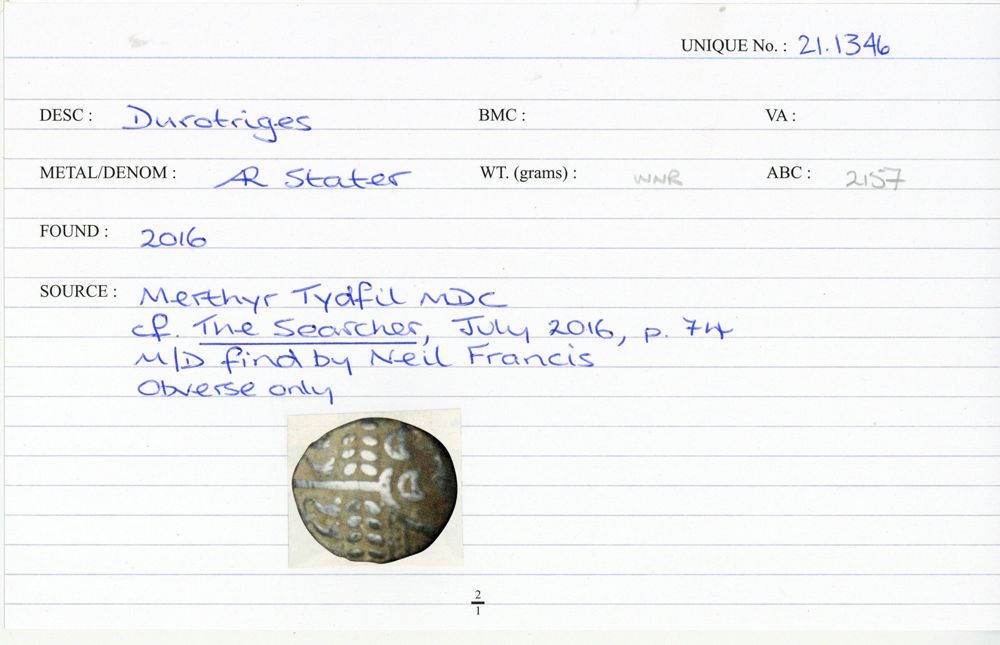 UNIQUE No. : 21.1346
DESC : Durotriges BMC : VA :
METAL/DENOM : AR Stater WT. (grams) : WNR ABC : 2157
FOUND : 2016
SOURCE : Merthyr Tydfil MDC
cf. The Searcher, July 2016, p. 74
M/D find by Neil Francis
Obverse only
2
1